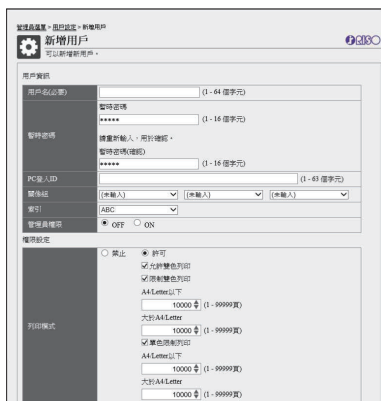 管理員選單 > 用戶設定 > 新增用戶
新增用戶
RISO
可以新增新用戶。
用戶資訊
用戶名(必要) (1 - 64 個字元)
暫時密碼
暫時密碼
••••• (1 - 16 個字元)
請重新輸入，用於確認。
暫時密碼(確認)
••••• (1 - 16 個字元)
PC登入ID (1 - 63 個字元)
關係組 (未輸入) (未輸入) (未輸入)
索引 ABC
管理員權限 OFF ON
權限設定
列印模式
禁止 許可
允許雙色列印
限制雙色列印
A4/Letter以下
10000 (1 - 99999頁)
大於A4/Letter
10000 (1 - 99999頁)
單色限制列印
A4/Letter以下
10000 (1 - 99999頁)
大於A4/Letter
10000 (1 - 99999頁)